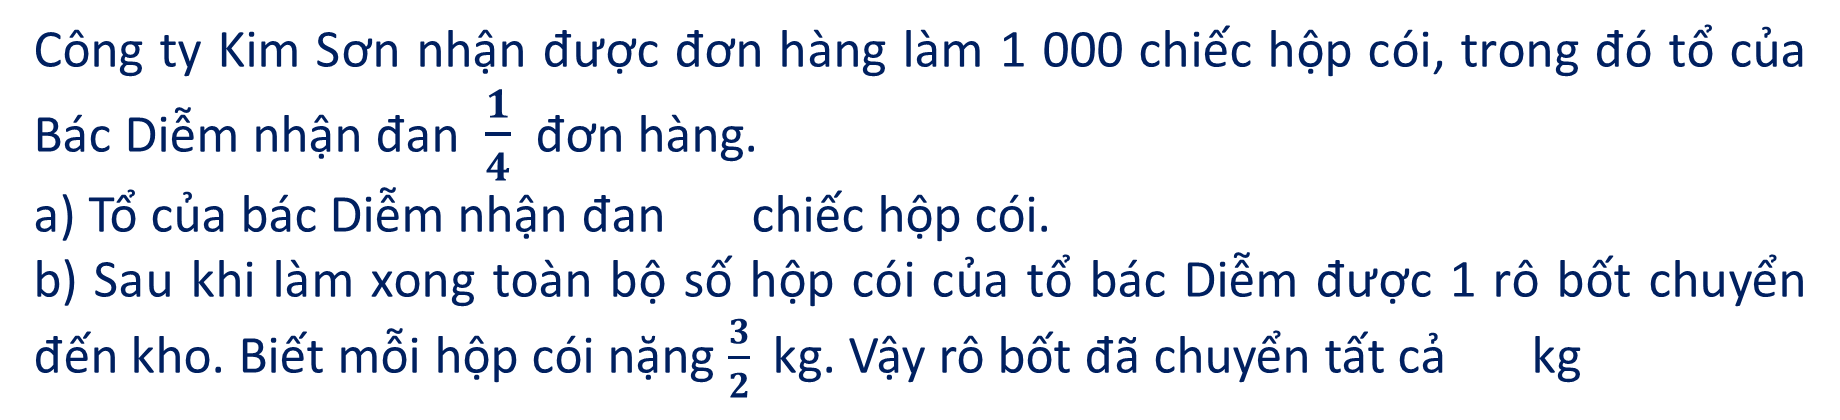 Công ty Kim Sơn nhận được đơn hàng làm 1 000 chiếc hộp cói, trong đó tổ của
Bác Diễm nhận đan 1/4 đơn hàng.
a) Tổ của bác Diễm nhận đan chiếc hộp cói.
b) Sau khi làm xong toàn bộ số hộp cói của tổ bác Diễm được 1 rô bốt chuyển
đến kho. Biết mỗi hộp cói nặng 3/2 kg. Vậy rô bốt đã chuyển tất cả kg